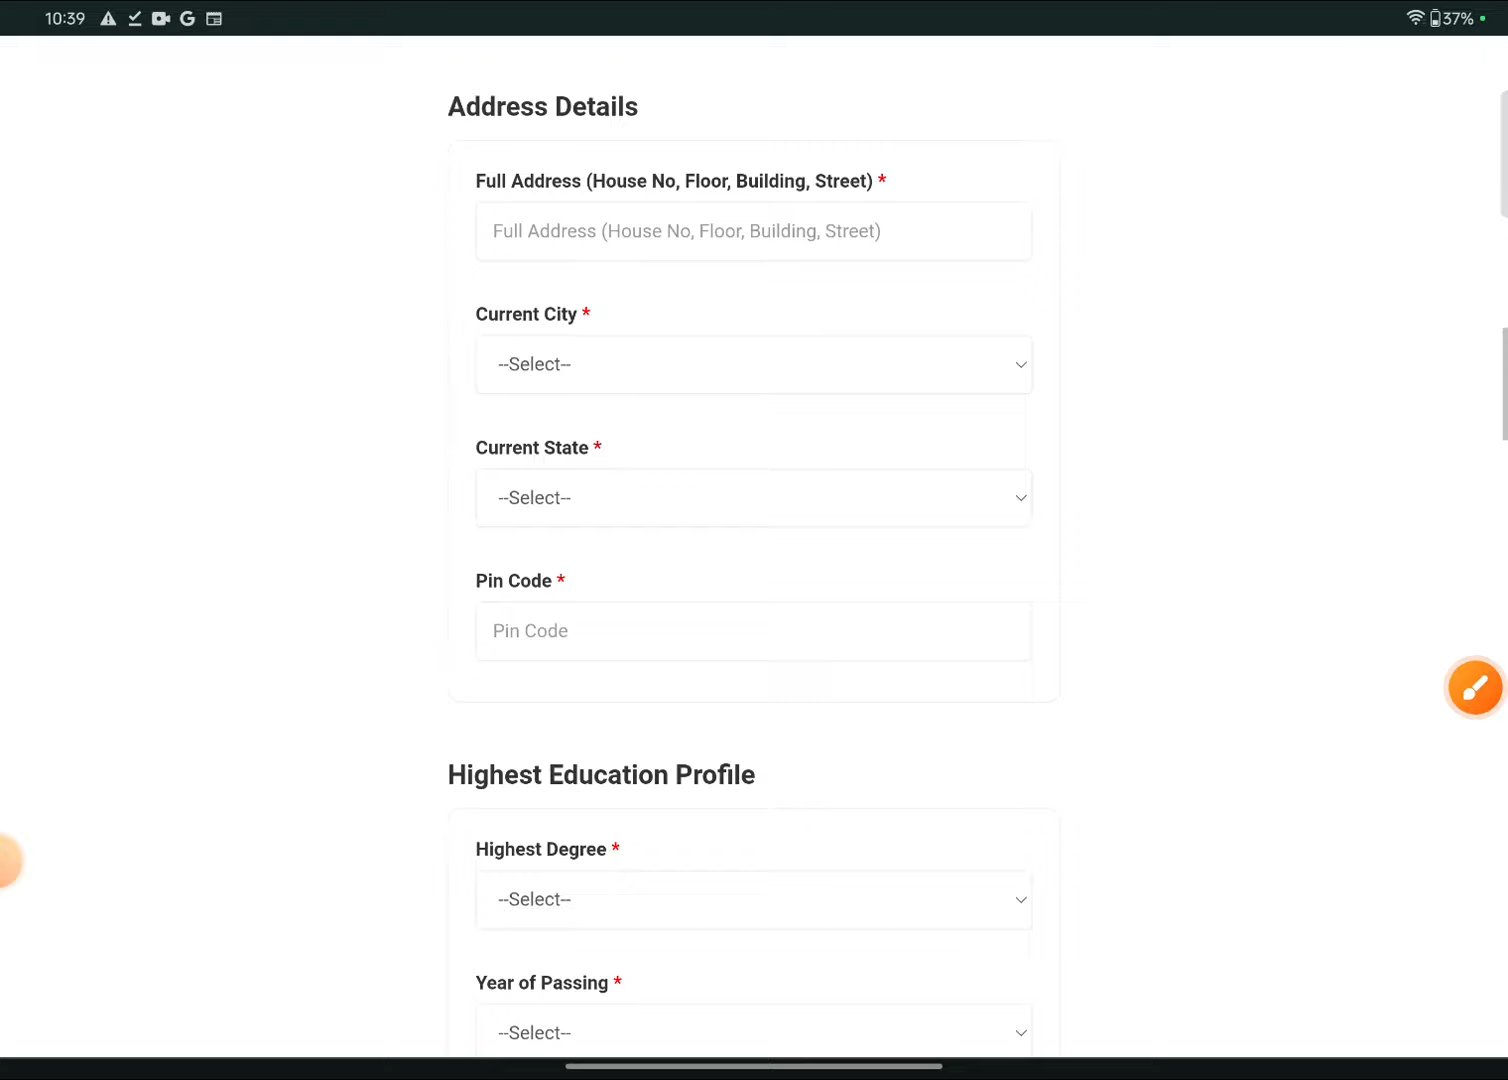 10:39
37%
Address Details
Full Address (House No, Floor, Building, Street) *
Full Address (House No, Floor, Building, Street)
Current City *
--Select--
Current State *
--Select--
Pin Code *
Pin Code
Highest Education Profile
Highest Degree *
--Select--
Year of Passing *
--Select--